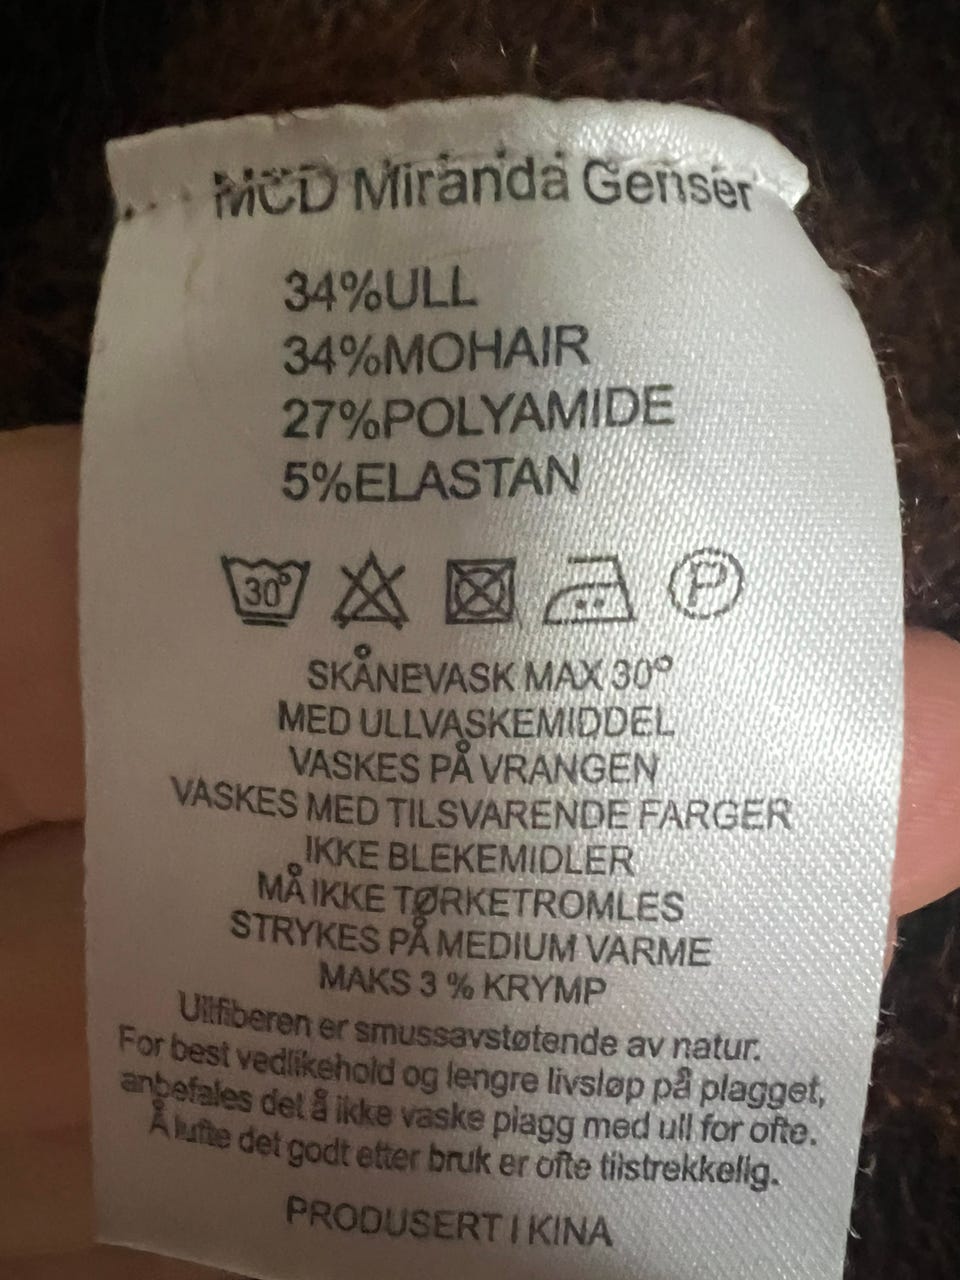 MCD Miranda Genser
34%ULL
34%MOHAIR
27%POLYAMIDE
5%ELASTAN
30° P
SKÅNEVASK MAX 30°
MED ULLVASKEMIDDEL
VASKES PÅ VRANGEN
VASKES MED TILSVARENDE FARGER
IKKE BLEKEMIDLER
MÅ IKKE TØRKETROMLES
STRYKES PÅ MEDIUM VARME
MAKS 3 % KRYMP
Ullfiberen er smussavstøtende av natur.
For best vedlikehold og lengre livsløp på plagget,
anbefales det å ikke vaske plagg med ull for ofte.
Å lufte det godt etter bruk er ofte tilstrekkelig.
PRODUSERT I KINA